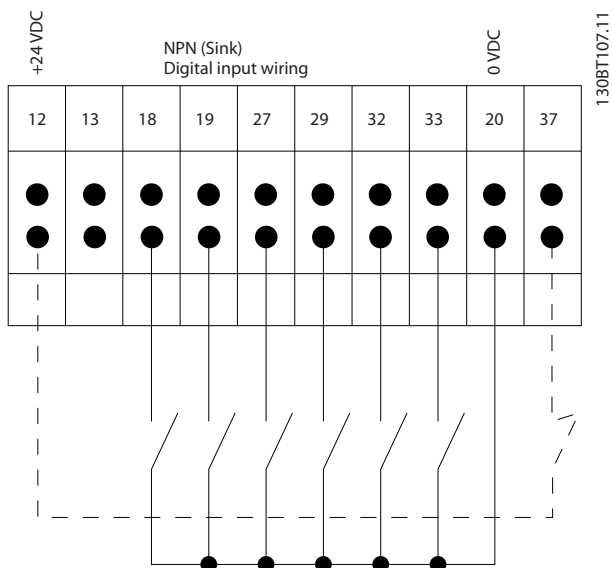 +24 VDC
NPN (Sink)
Digital input wiring
0 VDC
130BT107.11
12 13 18 19 27 29 32 33 20 37